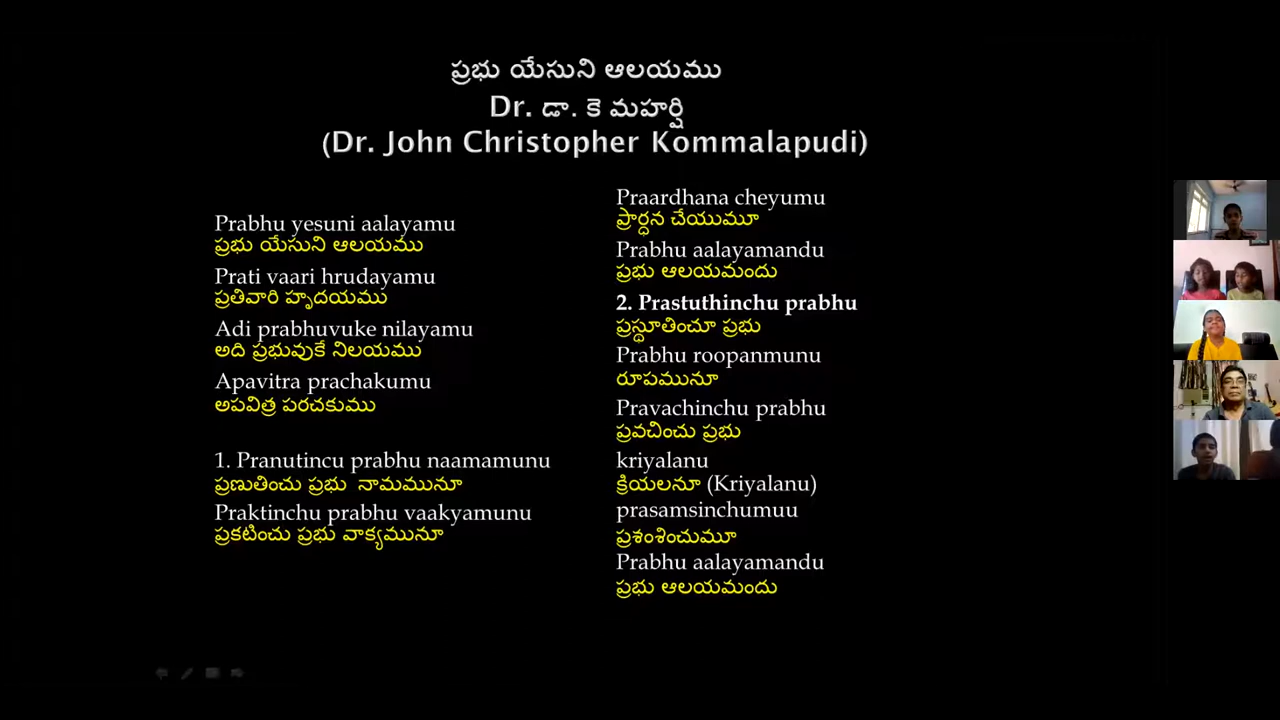 ప్రభు యేసుని ఆలయము
Dr. డా. కె మహర్షి
(Dr. John Christopher Kommalapudi)
Prabhu yesuni aalayamu
ప్రభు యేసుని ఆలయము
Prati vaari hrudayamu
ప్రతివారి హృదయము
Adi prabhuvuke nilayamu
అది ప్రభువుకే నిలయము
Apavitra prachakumu
అపవిత్ర పరచకుము
1. Pranutincu prabhu naamamunu
ప్రణుతించు ప్రభు నామమునూ
Praktinchu prabhu vaakyamunu
ప్రకటించు ప్రభు వాక్యమునూ
Praardhana cheyumu
ప్రార్ధన చేయుమూ
Prabhu aalayamandu
ప్రభు ఆలయమందు
2. Prastuthinchu prabhu
ప్రస్థూతించూ ప్రభు
Prabhu roopanmunu
రూపమునూ
Pravachinchu prabhu
ప్రవచించు ప్రభు
kriyalanu
క్రియలనూ (Kriyalanu)
prasamsinchumuu
ప్రశంశించుమూ
Prabhu aalayamandu
ప్రభు ఆలయమందు